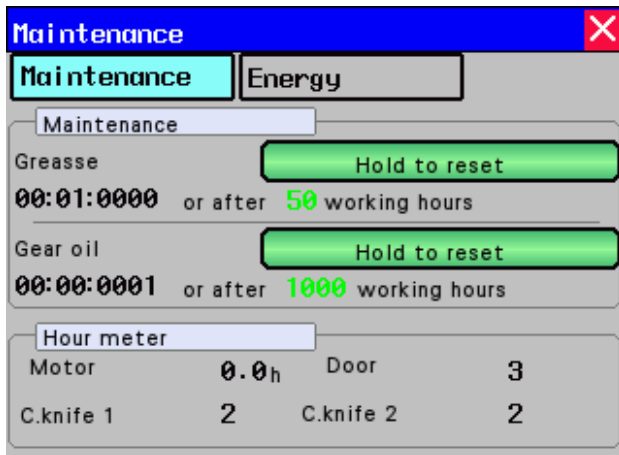 Maintenance
Maintenance Energy
Maintenance
Greasse Hold to reset
00:01:0000 or after 50 working hours
Gear oil Hold to reset
00:00:0001 or after 1000 working hours
Hour meter
Motor 0.0h Door 3
C.knife 1 2 C.knife 2 2